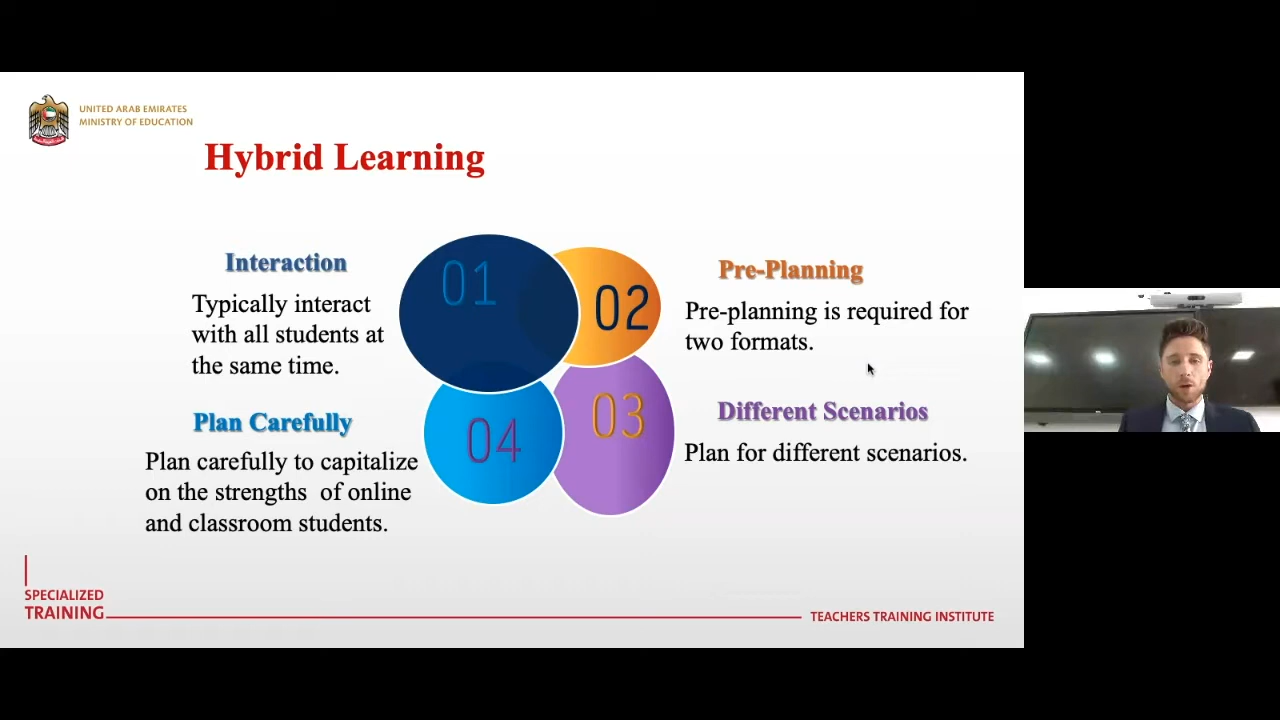 UNITED ARAB EMIRATES
MINISTRY OF EDUCATION
Hybrid Learning
Interaction
Typically interact
with all students at
the same time.
01
02
Pre-Planning
Pre-planning is required for
two formats.
Plan Carefully
Plan carefully to capitalize
on the strengths of online
and classroom students.
04
03
Different Scenarios
Plan for different scenarios.
SPECIALIZED
TRAINING
TEACHERS TRAINING INSTITUTE